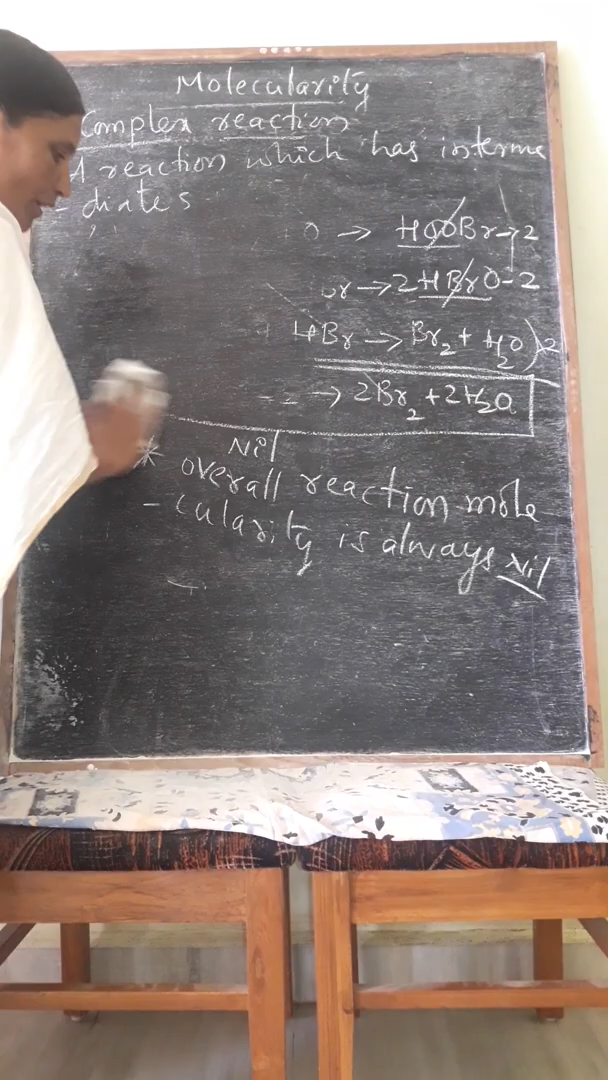 Molecularity
Complex reaction
A reaction which has interme
- diates
O → HOOBr - 2
→ 2HBrO - 2
+ HBr → Br2 + H2O) × 2
→ 2Br2 + 2H2O
Nil
* overall reaction mole
- cularity is always Nil